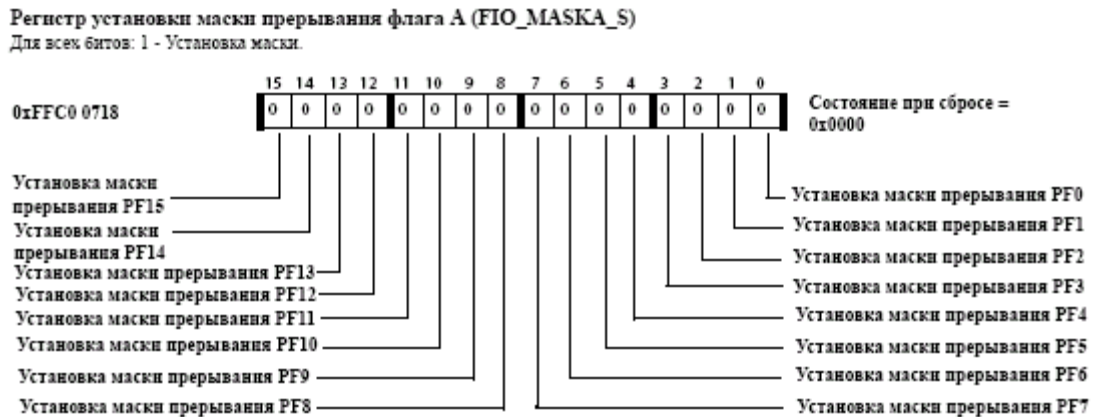 Регистр установки маски прерывания флага А (FIO_MASKA_S)
Для всех битов: 1 - Установка маски.
15 14 13 12 11 10 9 8 7 6 5 4 3 2 1 0
0xFFC0 0718
0 0 0 0 0 0 0 0 0 0 0 0 0 0 0 0
Состояние при сбросе =
0x0000
Установка маски
прерывания PF15
Установка маски
прерывания PF14
Установка маски прерывания PF13
Установка маски прерывания PF12
Установка маски прерывания PF11
Установка маски прерывания PF10
Установка маски прерывания PF9
Установка маски прерывания PF8
Установка маски прерывания PF0
Установка маски прерывания PF1
Установка маски прерывания PF2
Установка маски прерывания PF3
Установка маски прерывания PF4
Установка маски прерывания PF5
Установка маски прерывания PF6
Установка маски прерывания PF7